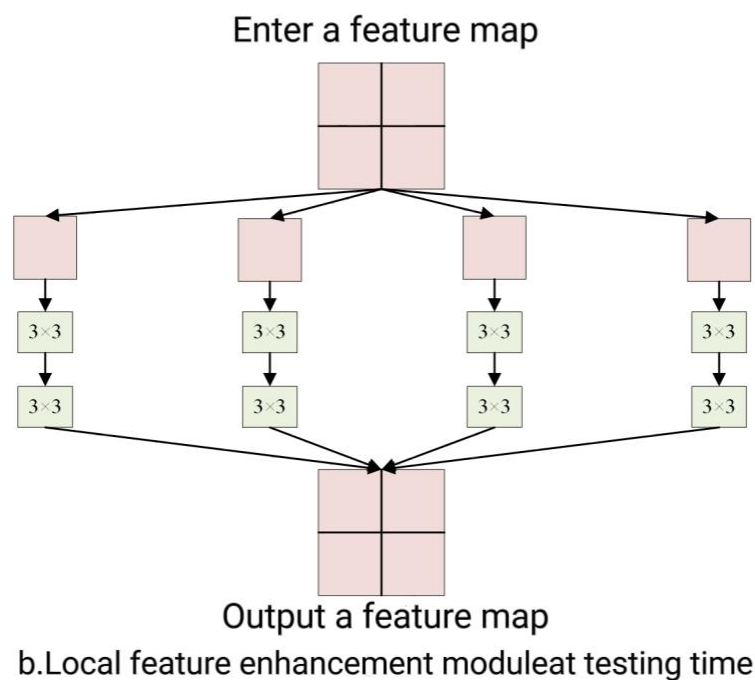 Enter a feature map
3×3 3×3 3×3 3×3
3×3 3×3 3×3 3×3
Output a feature map
b.Local feature enhancement moduleat testing time